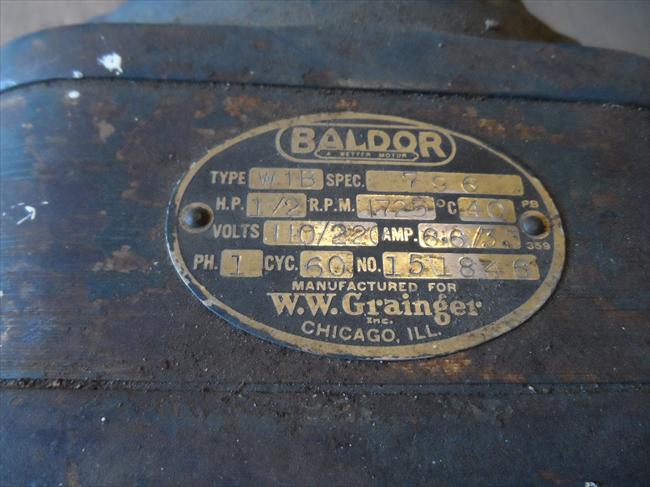 BALDOR
A BETTER MOTOR
TYPE W1B SPEC. 796
H.P. 1/2 R.P.M. 1725 °C 40 PB
VOLTS 110/220 AMP. 6.6/3. 359
PH. 1 CYC. 60 NO. 151846
MANUFACTURED FOR
W.W. Grainger
Inc.
CHICAGO, ILL.